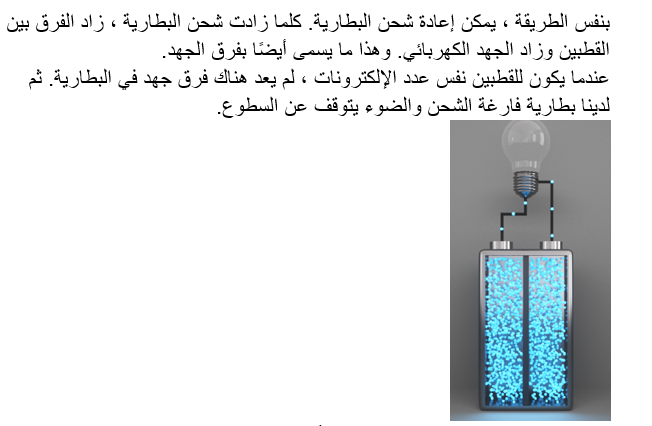 بنفس الطريقة ، يمكن إعادة شحن البطارية. كلما زادت شحن البطارية ، زاد الفرق بين
القطبين وزاد الجهد الكهربائي. وهذا ما يسمى أيضًا بفرق الجهد.
عندما يكون للقطبين نفس عدد الإلكترونات ، لم يعد هناك فرق جهد في البطارية. ثم
لدينا بطارية فارغة الشحن والضوء يتوقف عن السطوع.